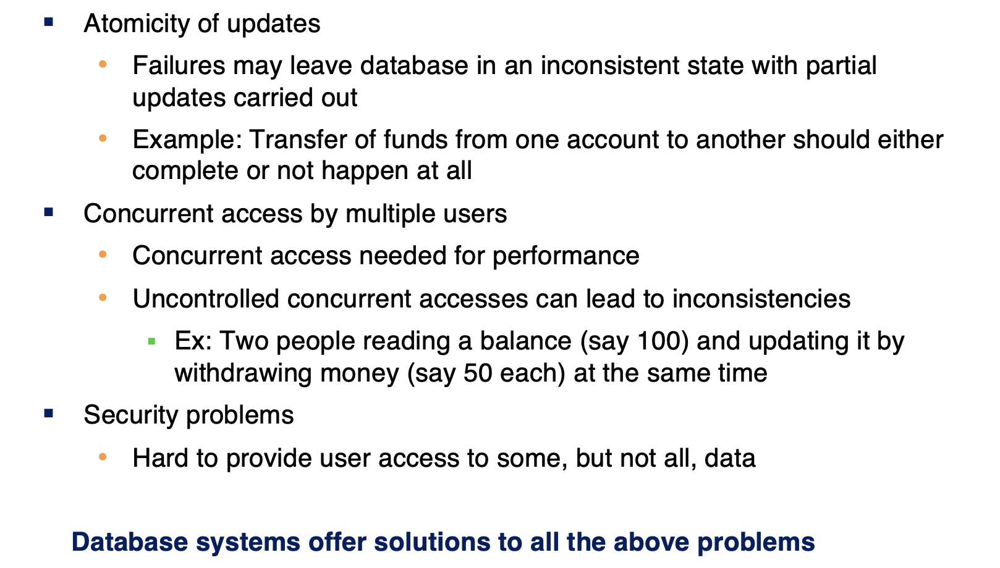 Atomicity of updates
Failures may leave database in an inconsistent state with partial
updates carried out
Example: Transfer of funds from one account to another should either
complete or not happen at all
Concurrent access by multiple users
Concurrent access needed for performance
Uncontrolled concurrent accesses can lead to inconsistencies
Ex: Two people reading a balance (say 100) and updating it by
withdrawing money (say 50 each) at the same time
Security problems
Hard to provide user access to some, but not all, data
Database systems offer solutions to all the above problems